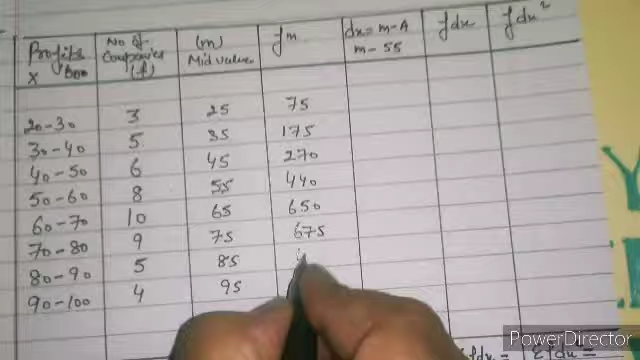 Profits X No of Companies (f) (m) Mid value fm dx = m-A m-55 fdx fdx²
20-30 3 25 75
30-40 5 35 175
40-50 6 45 270
50-60 8 55 440
60-70 10 65 650
70-80 9 75 675
80-90 5 85
90-100 4 95
PowerDirector